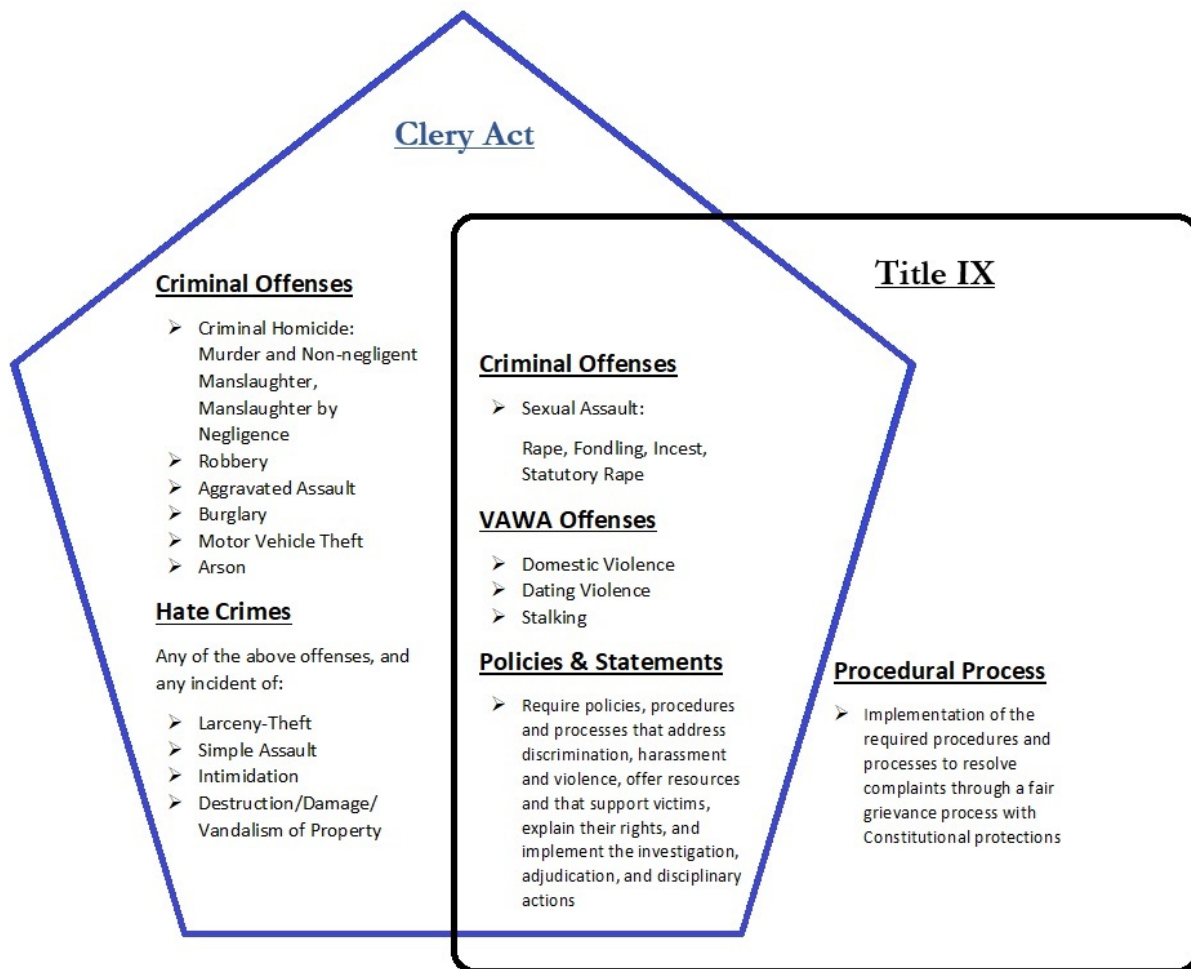 Clery Act
Title IX
Criminal Offenses
➢ Criminal Homicide:
Murder and Non-negligent
Manslaughter,
Manslaughter by
Negligence
➢ Robbery
➢ Aggravated Assault
➢ Burglary
➢ Motor Vehicle Theft
➢ Arson
Hate Crimes
Any of the above offenses, and
any incident of:
➢ Larceny-Theft
➢ Simple Assault
➢ Intimidation
➢ Destruction/Damage/
Vandalism of Property
Criminal Offenses
➢ Sexual Assault:
Rape, Fondling, Incest,
Statutory Rape
VAWA Offenses
➢ Domestic Violence
➢ Dating Violence
➢ Stalking
Policies & Statements
➢ Require policies, procedures
and processes that address
discrimination, harassment
and violence, offer resources
and that support victims,
explain their rights, and
implement the investigation,
adjudication, and disciplinary
actions
Procedural Process
➢ Implementation of the
required procedures and
processes to resolve
complaints through a fair
grievance process with
Constitutional protections